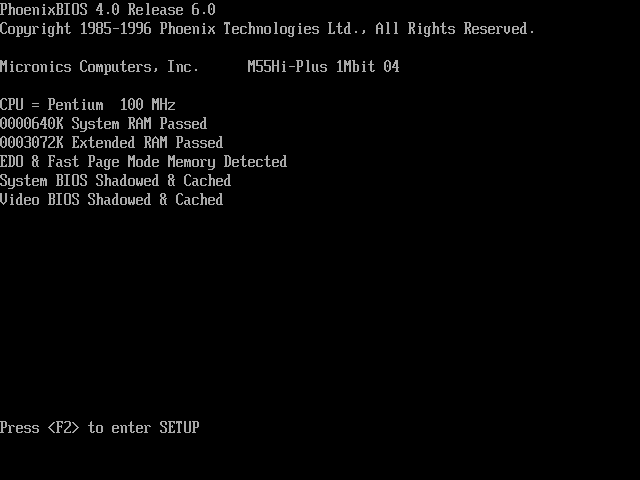 PhoenixBIOS 4.0 Release 6.0
Copyright 1985-1996 Phoenix Technologies Ltd., All Rights Reserved.
Micronics Computers, Inc.      M55Hi-Plus 1Mbit 04
CPU = Pentium  100 MHz
0000640K System RAM Passed
0003072K Extended RAM Passed
EDO & Fast Page Mode Memory Detected
System BIOS Shadowed & Cached
Video BIOS Shadowed & Cached
Press <F2> to enter SETUP